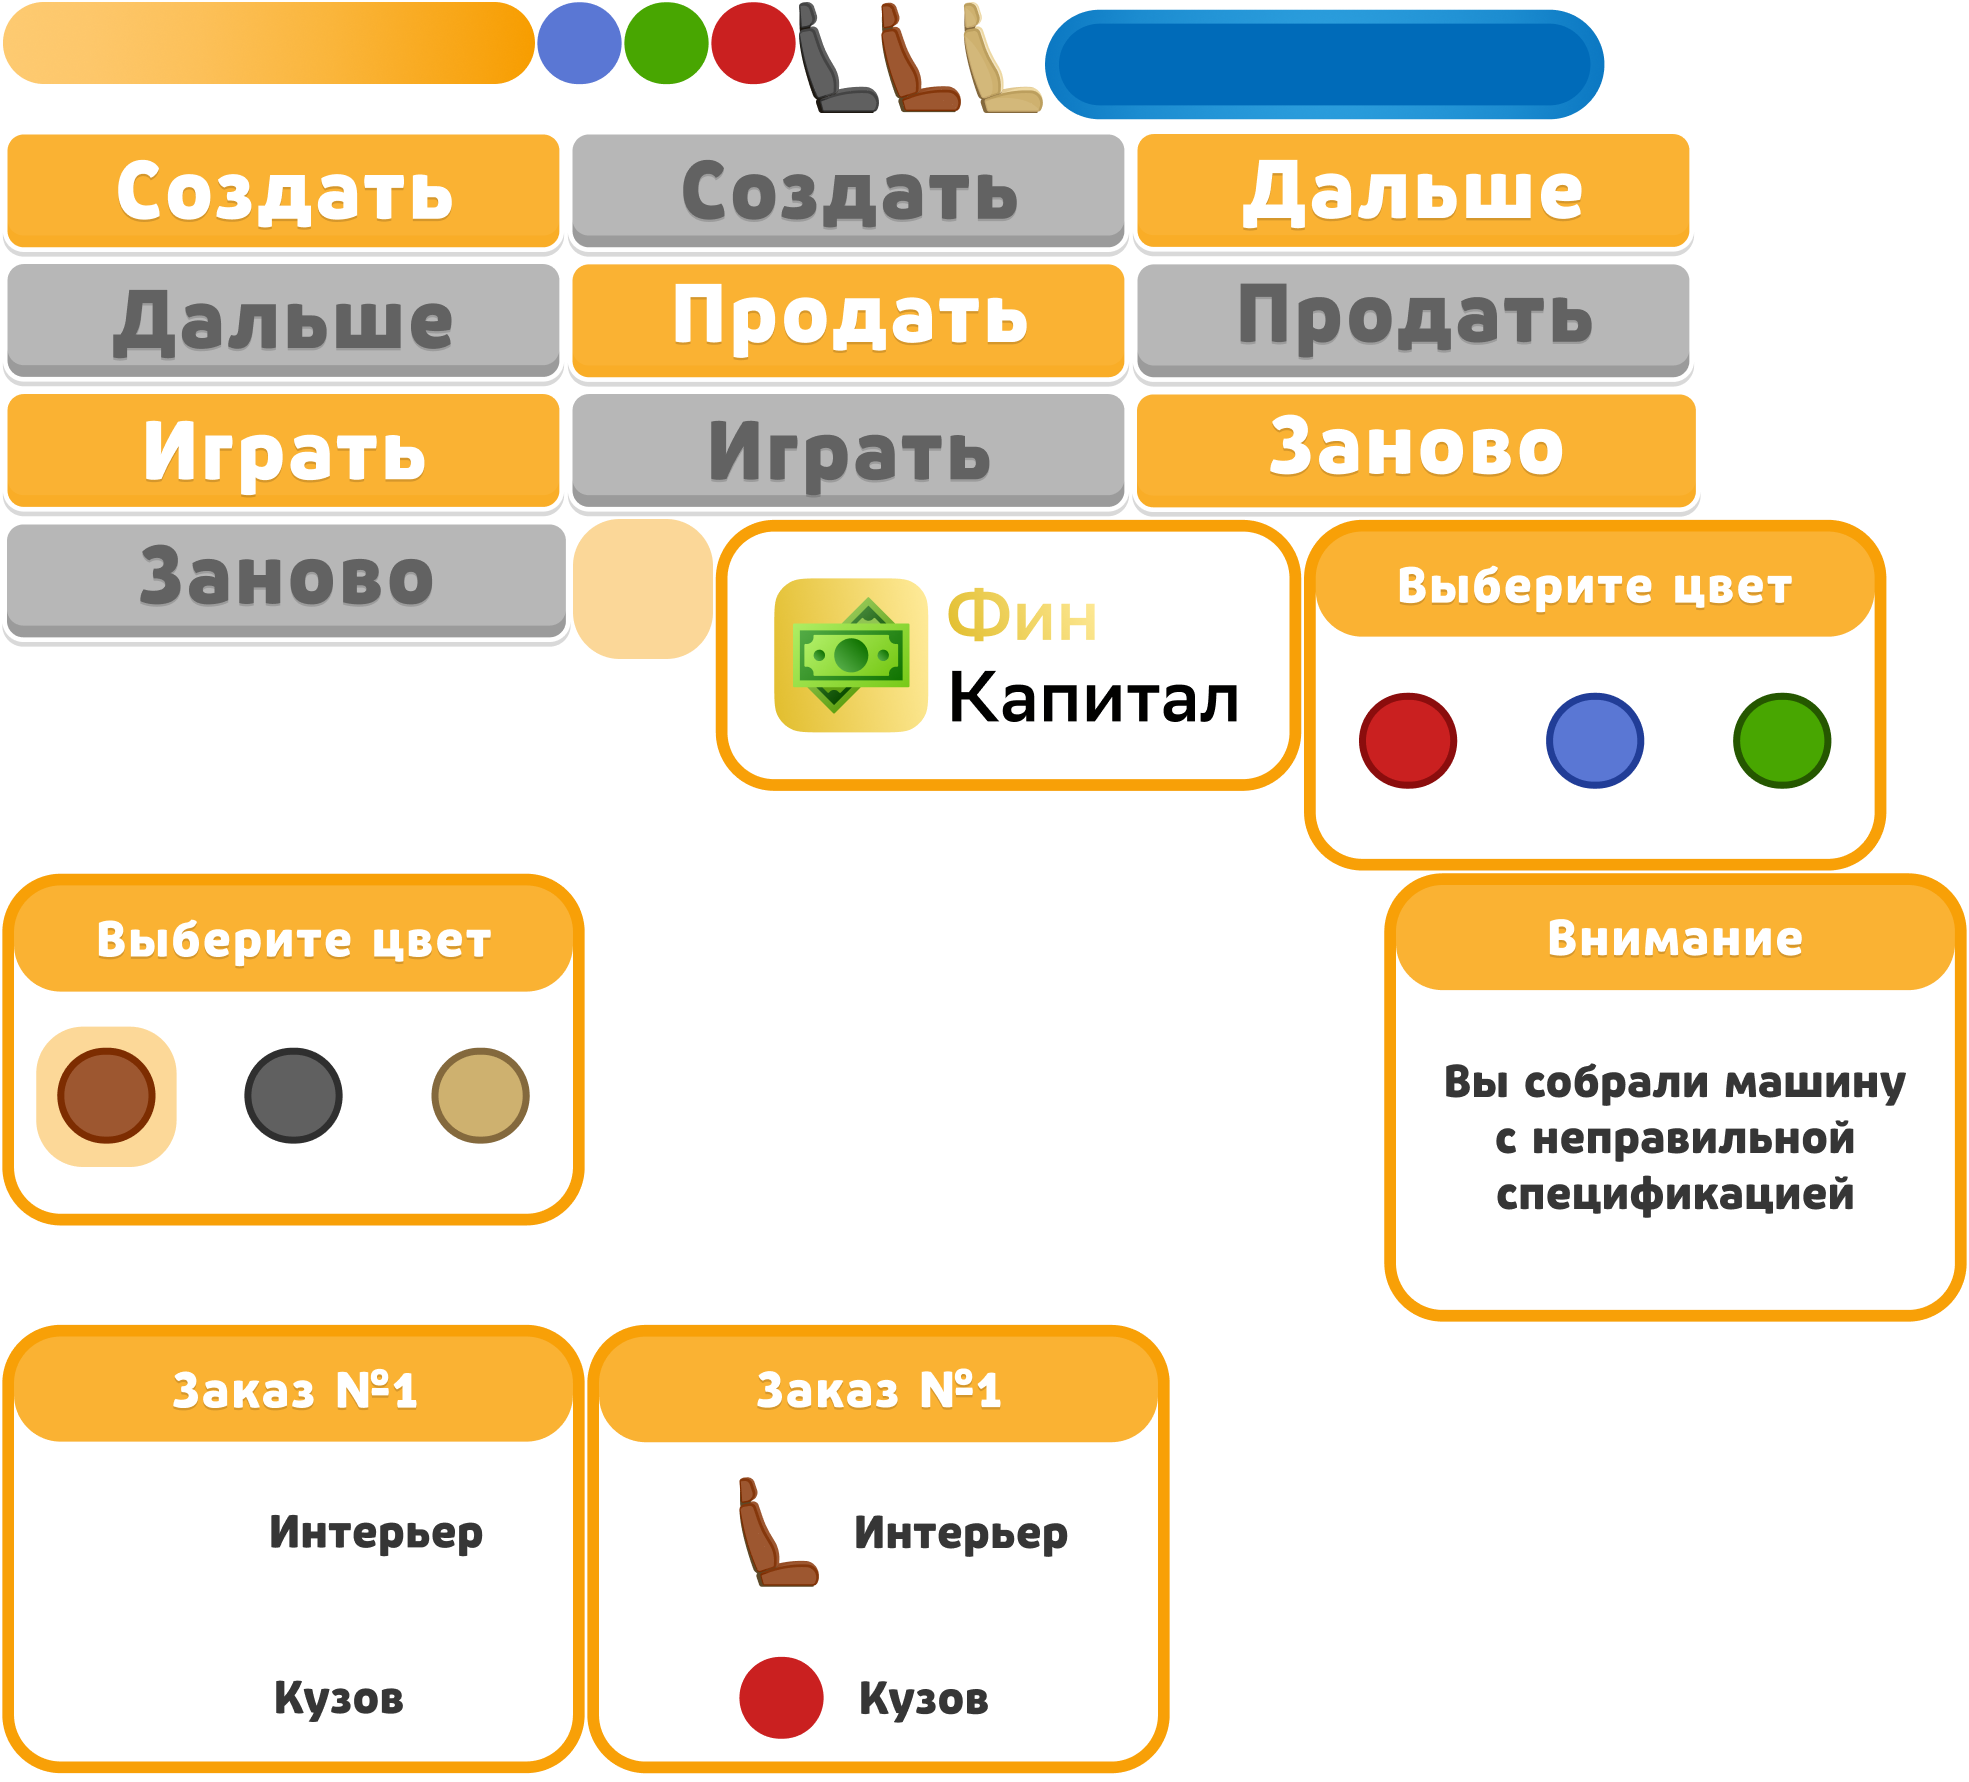 Создать
Создать
Дальше
Дальше
Продать
Продать
Играть
Играть
Заново
Заново
Фин
Капитал
Выберите цвет
Выберите цвет
Внимание
Вы собрали машину
с неправильной
спецификацией
Заказ №1
Интерьер
Кузов
Заказ №1
Интерьер
Кузов